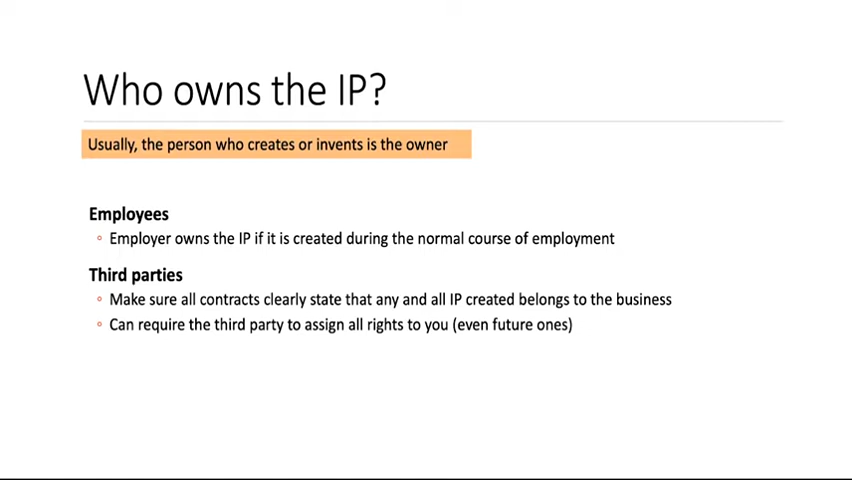 Who owns the IP?
Usually, the person who creates or invents is the owner
Employees
◦ Employer owns the IP if it is created during the normal course of employment
Third parties
◦ Make sure all contracts clearly state that any and all IP created belongs to the business
◦ Can require the third party to assign all rights to you (even future ones)